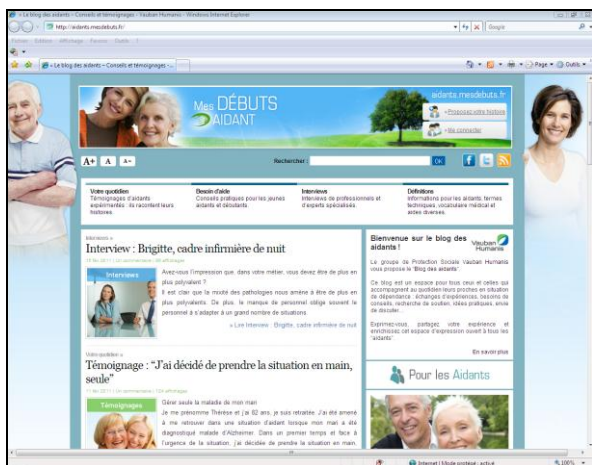 « Le blog des aidants – Conseils et témoignages - Vauban Humanis - Windows Internet Explorer
http://aidants.mesdebuts.fr/
Google
Fichier Edition Affichage Favoris Outils ?
« Le blog des aidants – Conseils et témoignages -...
Page
Outils
Mes DÉBUTS
AIDANT
aidants.mesdebuts.fr
» Proposez votre histoire
» Me connecter
A+ A A-
Rechercher :
OK
Votre quotidien
Témoignages d'aidants
expérimentés : ils racontent leurs
histoires.
Besoin d'aide
Conseils pratiques pour les jeunes
aidants et débutants.
Interviews
Interviews de professionnels et
d'experts spécialisés.
Définitions
Informations pour les aidants, termes
techniques, vocabulaire médical et
aides diverses.
Interviews »
Interview : Brigitte, cadre infirmière de nuit
Interviews
Avez-vous l'impression que, dans votre métier, vous devez être de plus en
plus polyvalent ?
Il est clair que la mixité des pathologies nous amène à être de plus en
plus polyvalents. De plus, le manque de personnel oblige souvent le
personnel à s'adapter à un grand nombre de situations.
» Lire Interview : Brigitte, cadre infirmière de nuit
Votre quotidien »
Témoignage : “J'ai décidé de prendre la situation en main,
seule”
Témoignages
Gérer seule la maladie de mon mari
Je me prénomme Thérèse et j'ai 82 ans, je suis retraitée. J'ai été amené
à me retrouver dans une situation d'aidant lorsque mon mari a été
diagnostiqué malade d'Alzheimer. Dans un premier temps et face à
l'urgence de la situation, j'ai décidée de prendre la situation en main,
Bienvenue sur le blog des
aidants !
Vauban
Humanis
Le groupe de Protection Sociale Vauban Humanis
vous propose le "Blog des aidants".
Ce blog est un espace pour tous ceux et celles qui
accompagnent au quotidien leurs proches en situation
de dépendance : échanges d'expériences, besoins de
conseils, recherche de soutien, idées pratiques, envie
de discuter...
Exprimez-vous, partagez votre expérience et
enrichissez cet espace d'expression ouvert à tous les
"aidants".
En savoir plus
Pour les Aidants
Internet | Mode protégé : activé
100%